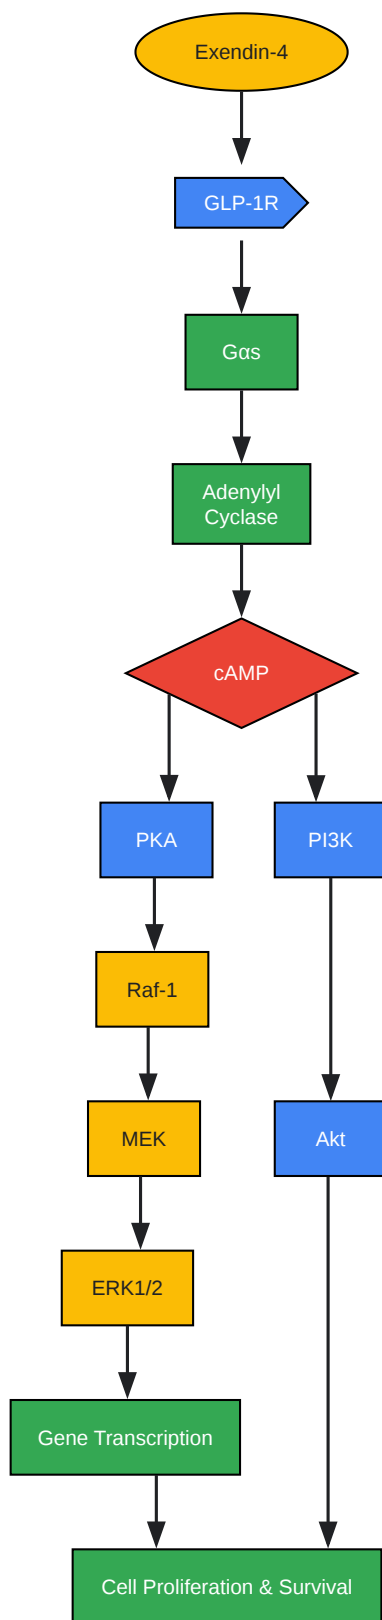 Exendin-4
GLP-1R
Gαs
Adenylyl
Cyclase
cAMP
PKA
PI3K
Raf-1
MEK
Akt
ERK1/2
Gene Transcription
Cell Proliferation & Survival